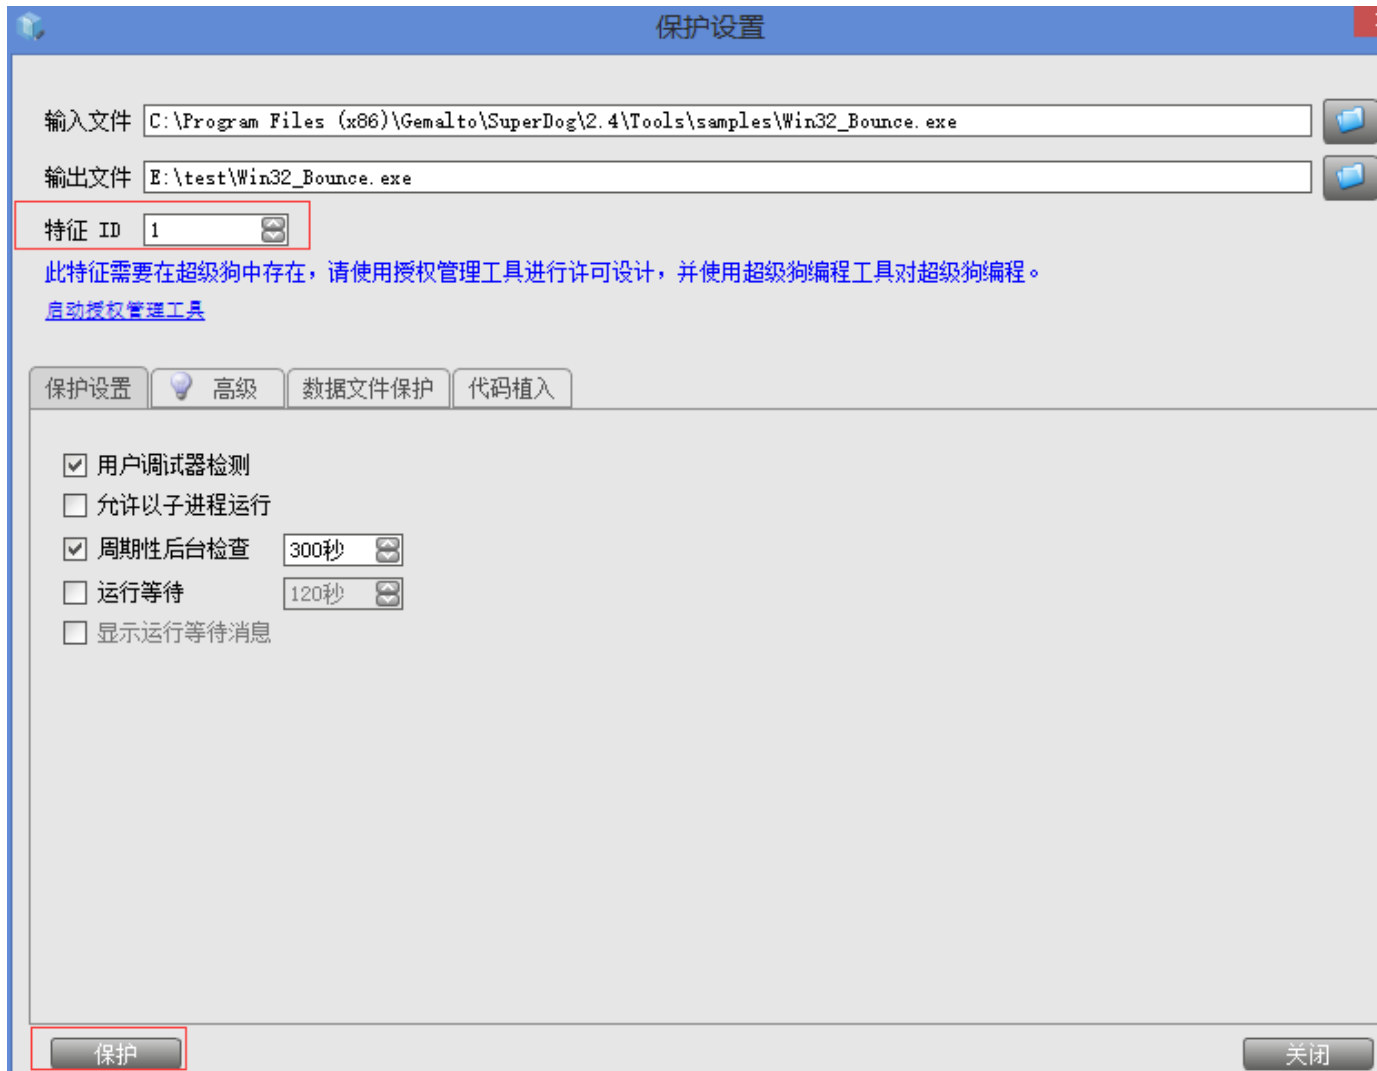 保护设置
输入文件 C:\Program Files (x86)\Gemalto\SuperDog\2.4\Tools\samples\Win32_Bounce.exe
输出文件 E:\test\Win32_Bounce.exe
特征 ID 1
此特征需要在超级狗中存在，请使用授权管理工具进行许可设计，并使用超级狗编程工具对超级狗编程。
启动授权管理工具
保护设置 高级 数据文件保护 代码植入
用户调试器检测
允许以子进程运行
周期性后台检查 300秒
运行等待 120秒
显示运行等待消息
保护 关闭